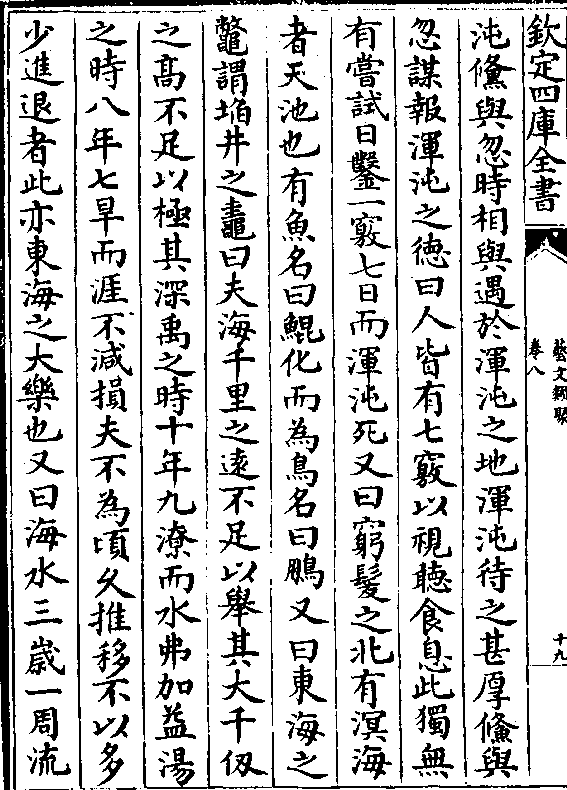 欽定四庫全書
藝文類聚
卷八
十九
沌儵與忽時相與遇於渾沌之地渾沌待之甚厚儵與
忽謀報渾沌之德曰人皆有七竅以視聽食息此獨無
有嘗試日鑿一竅七日而渾沌死又曰窮髮之北有溟海
者天池也有魚名曰鯤化而為鳥名曰鵬又曰東海之
鼈謂埳井之鼃曰夫海千里之遠不足以舉其大千仭
之髙不足以極其深禹之時十年九潦而水弗加益湯
之時八年七旱而涯不減損夫不為頃久推移不以多
少進退者此亦東海之大樂也又曰海水三歲一周流